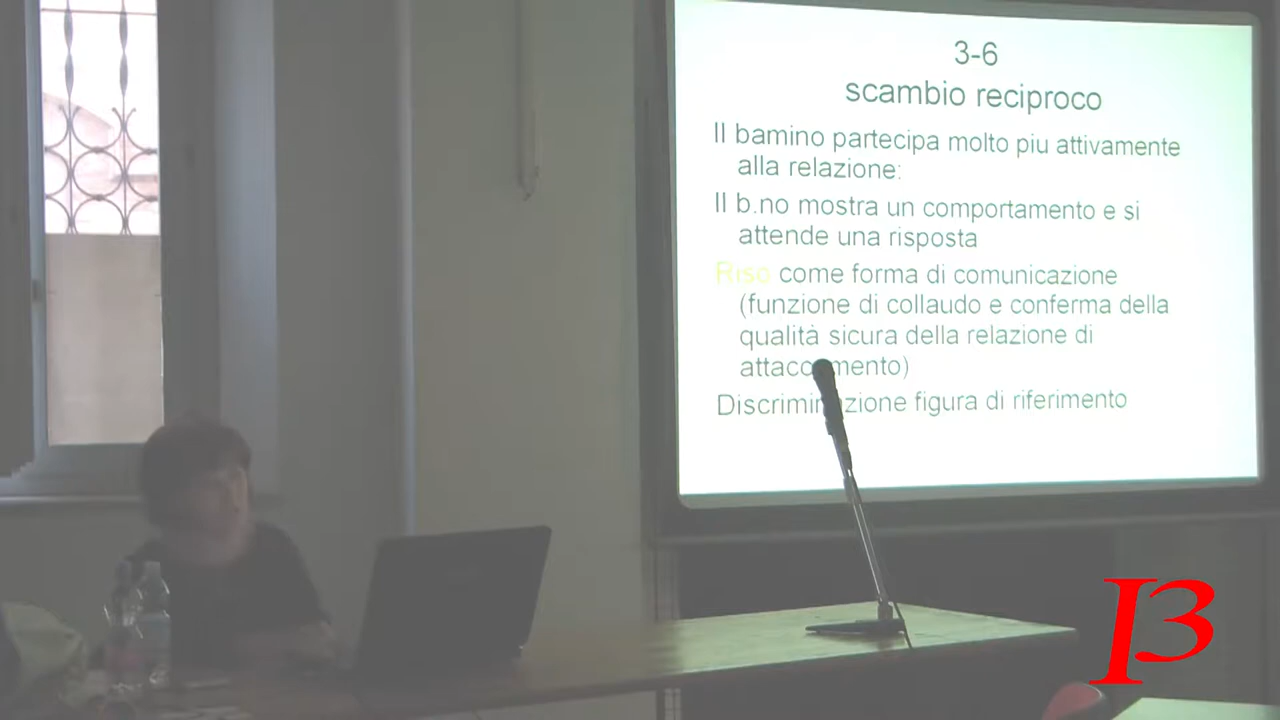 3-6
scambio reciproco
Il bamino partecipa molto piu attivamente
alla relazione:
Il b.no mostra un comportamento e si
attende una risposta
Riso come forma di comunicazione
(funzione di collaudo e conferma della
qualità sicura della relazione di
attaccamento)
Discriminazione figura di riferimento
13